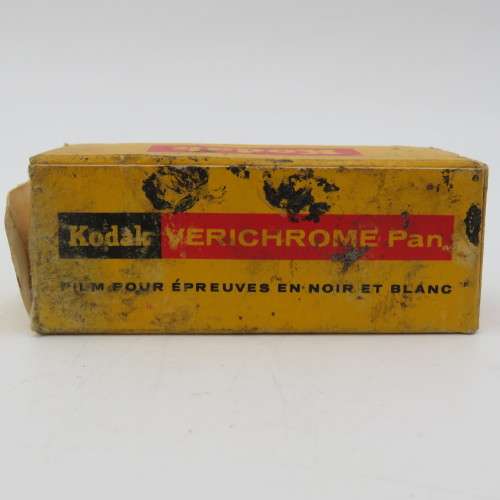 Kodak VERICHROME Pan
FILM POUR ÉPREUVES EN NOIR ET BLANC